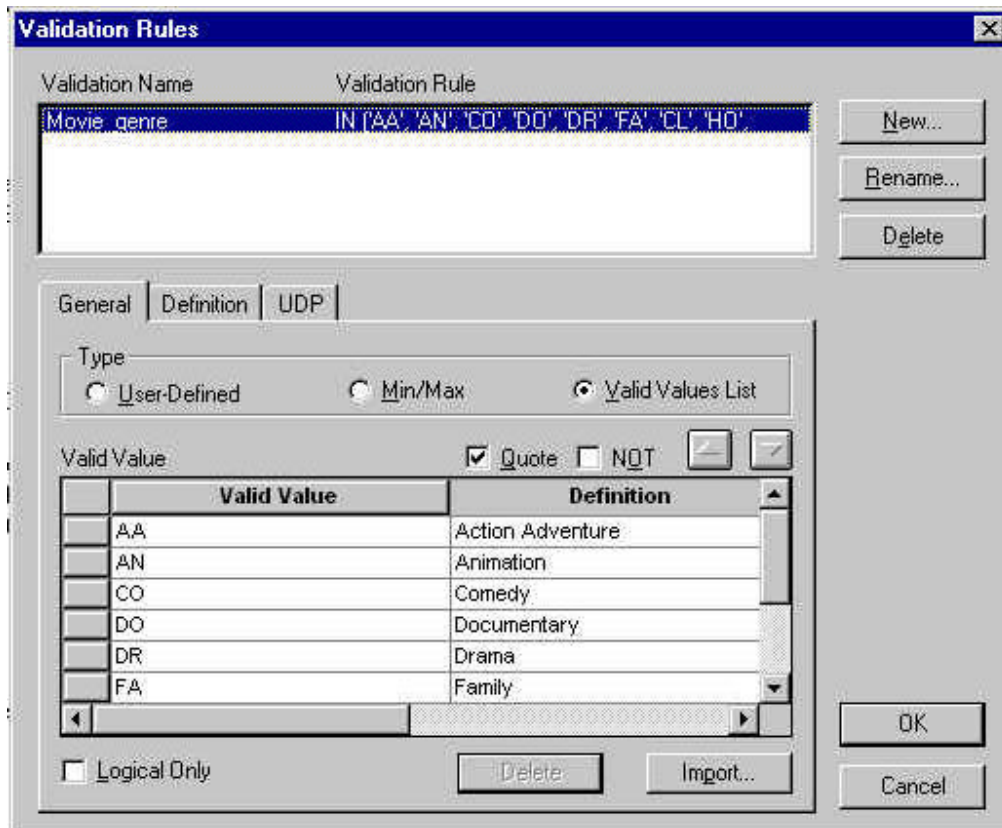 Validation Rules
Validation Name Validation Rule
Movie_genre IN ('AA', 'AN', 'CO', 'DO', 'DR', 'FA', 'CL', 'HO',
New...
Rename...
Delete
General Definition UDP
Type
User-Defined Min/Max Valid Values List
Valid Value Quote NOT
Valid Value Definition
AA Action Adventure
AN Animation
CO Comedy
DO Documentary
DR Drama
FA Family
Logical Only Delete Import...
OK
Cancel